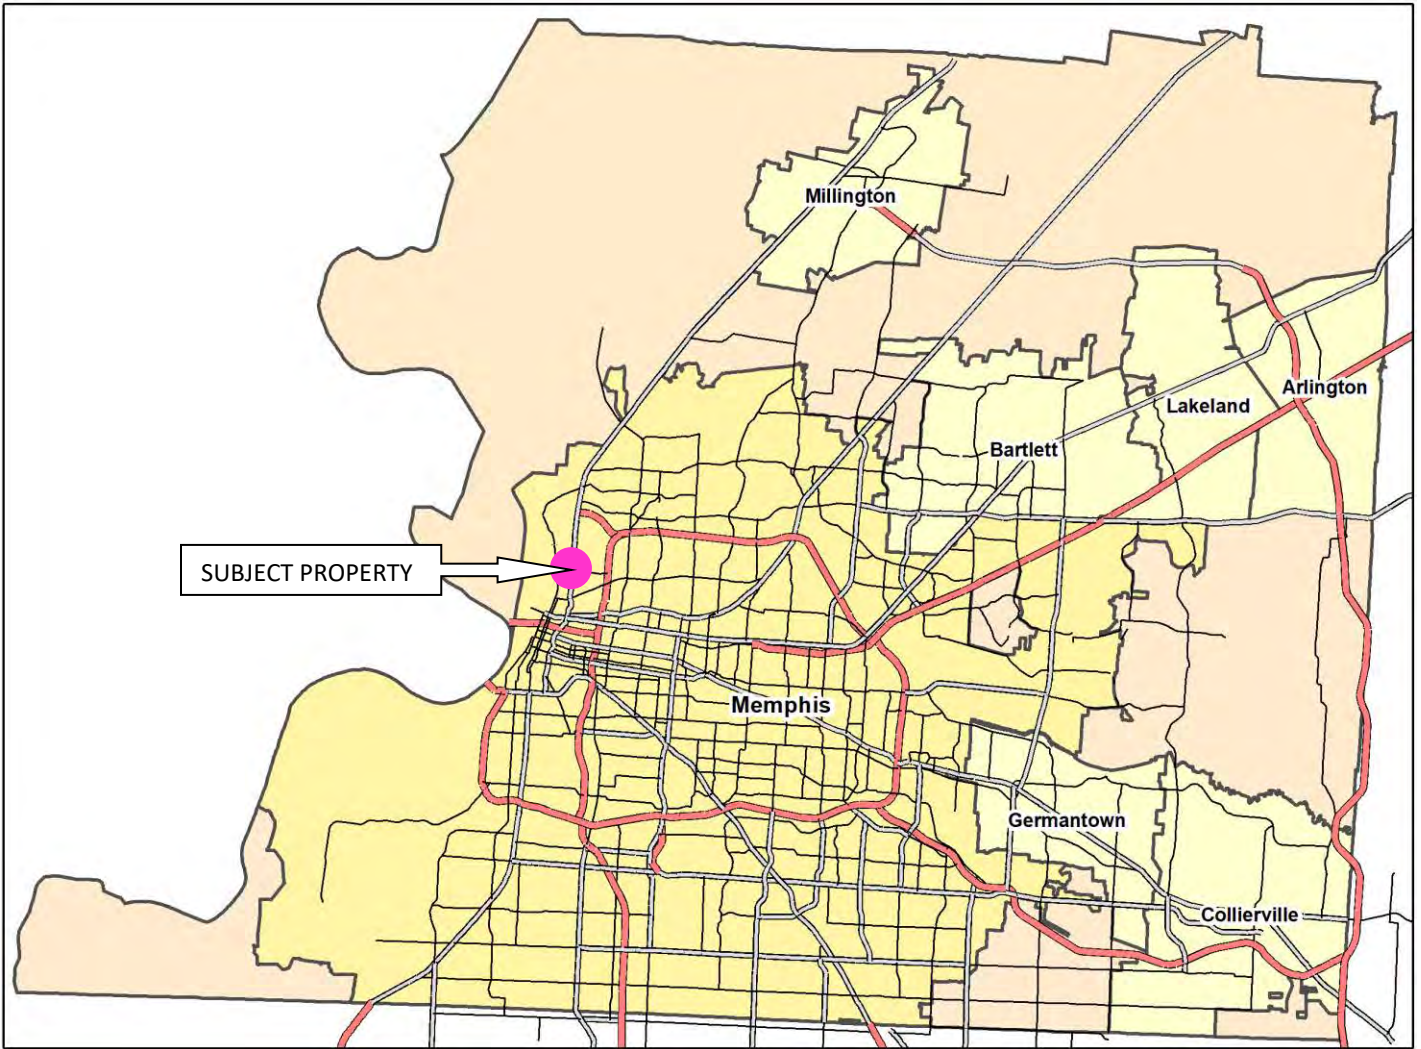 Millington
Arlington
Lakeland
Bartlett
SUBJECT PROPERTY
Memphis
Germantown
Collierville